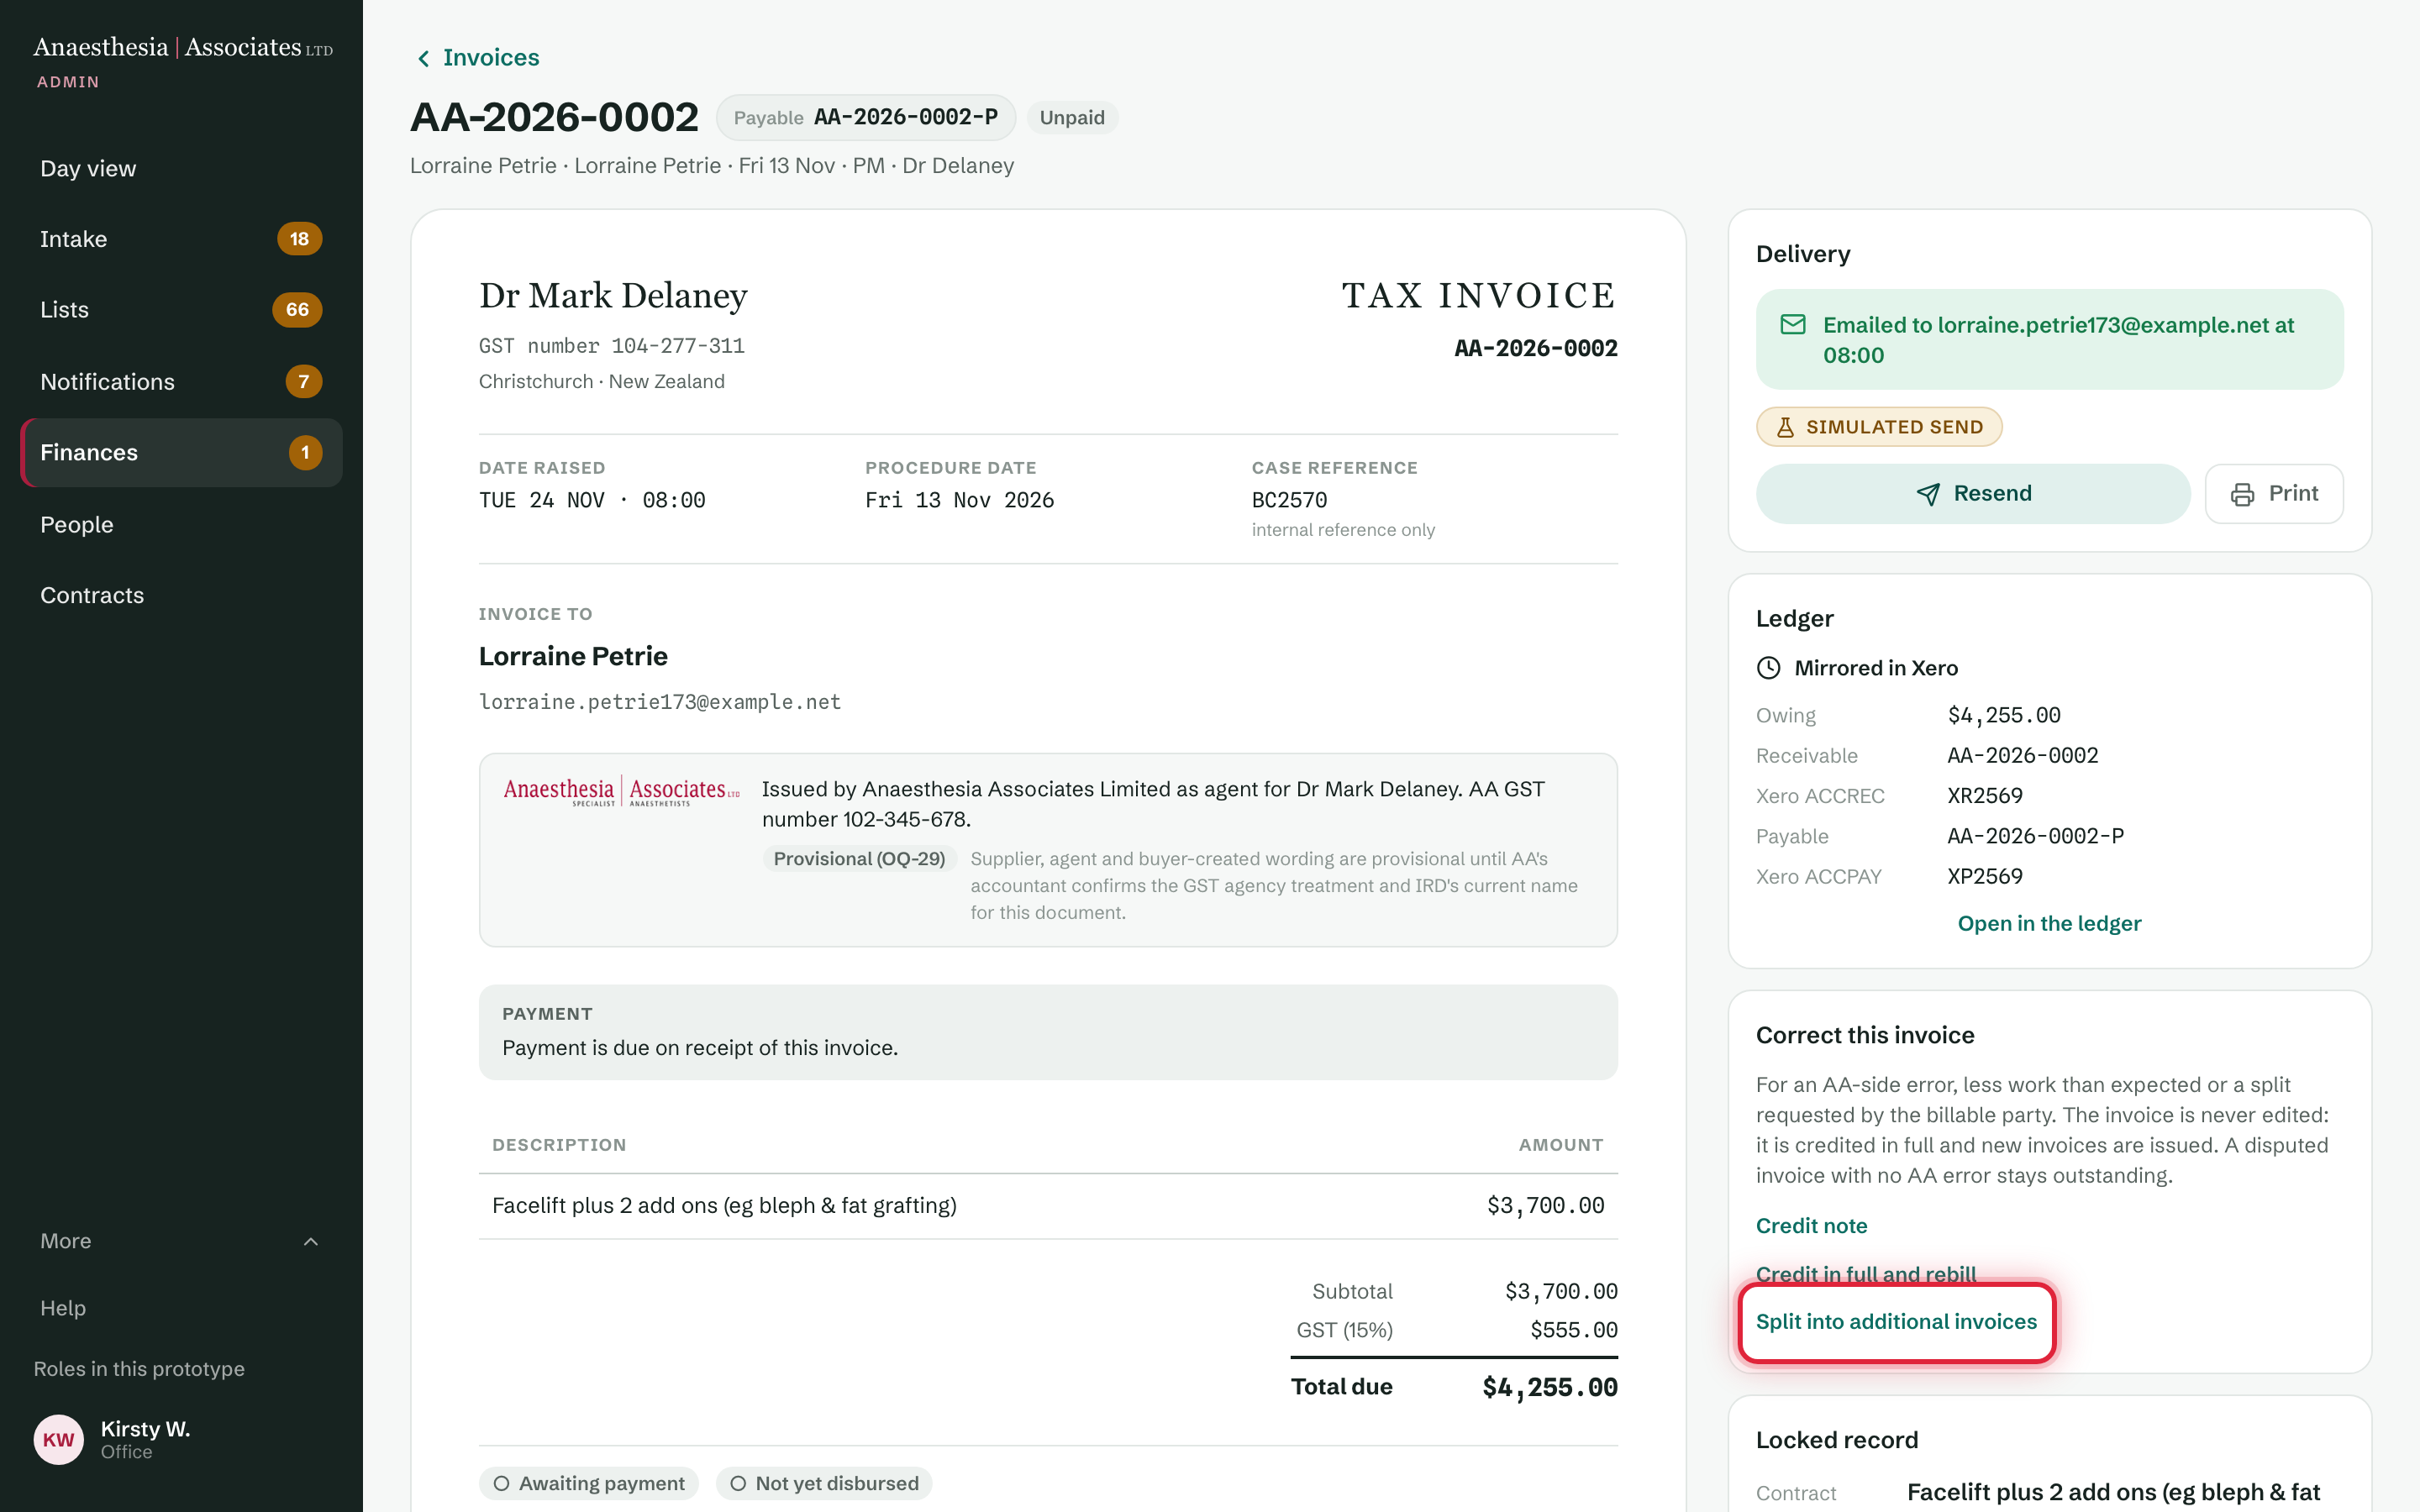 Anaesthesia | Associates LTD
ADMIN
Day view
Intake 18
Lists 66
Notifications 7
Finances 1
People
Contracts
More
Help
Roles in this prototype
KW Kirsty W.
Office
Invoices
AA-2026-0002 Payable AA-2026-0002-P Unpaid
Lorraine Petrie · Lorraine Petrie · Fri 13 Nov · PM · Dr Delaney
Dr Mark Delaney TAX INVOICE
GST number 104-277-311 AA-2026-0002
Christchurch · New Zealand
DATE RAISED PROCEDURE DATE CASE REFERENCE
TUE 24 NOV · 08:00 Fri 13 Nov 2026 BC2570
internal reference only
INVOICE TO
Lorraine Petrie
lorraine.petrie173@example.net
Anaesthesia | Associates LTD
SPECIALIST ANAESTHETISTS
Issued by Anaesthesia Associates Limited as agent for Dr Mark Delaney. AA GST
number 102-345-678.
Provisional (OQ-29) Supplier, agent and buyer-created wording are provisional until AA's
accountant confirms the GST agency treatment and IRD's current name
for this document.
PAYMENT
Payment is due on receipt of this invoice.
DESCRIPTION AMOUNT
Facelift plus 2 add ons (eg bleph & fat grafting) $3,700.00
Subtotal $3,700.00
GST (15%) $555.00
Total due $4,255.00
Awaiting payment Not yet disbursed
Delivery
Emailed to lorraine.petrie173@example.net at
08:00
SIMULATED SEND
Resend Print
Ledger
Mirrored in Xero
Owing $4,255.00
Receivable AA-2026-0002
Xero ACCREC XR2569
Payable AA-2026-0002-P
Xero ACCPAY XP2569
Open in the ledger
Correct this invoice
For an AA-side error, less work than expected or a split
requested by the billable party. The invoice is never edited:
it is credited in full and new invoices are issued. A disputed
invoice with no AA error stays outstanding.
Credit note
Credit in full and rebill
Split into additional invoices
Locked record
Contract Facelift plus 2 add ons (eg bleph & fat